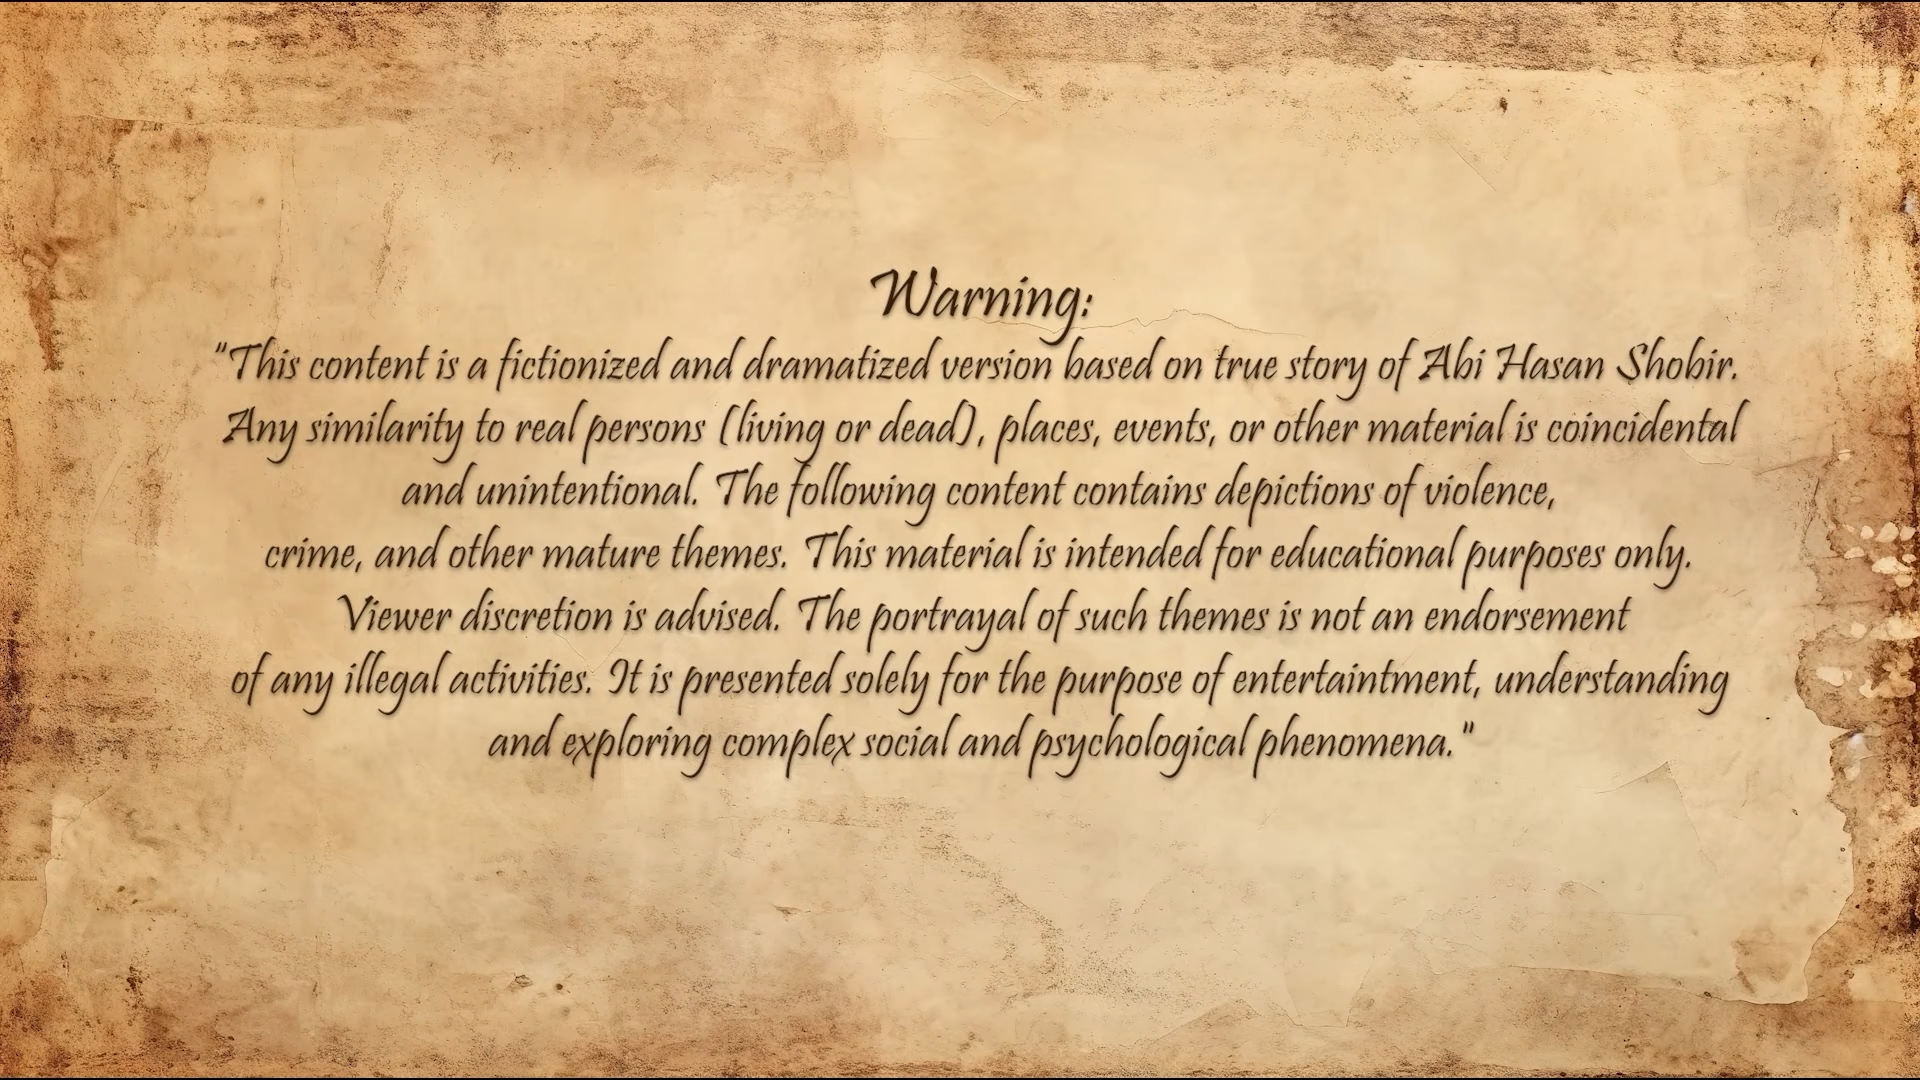 Warning:
"This content is a fictionized and dramatized version based on true story of Abi Hasan Shobir.
Any similarity to real persons (living or dead), places, events, or other material is coincidental
and unintentional. The following content contains depictions of violence,
crime, and other mature themes. This material is intended for educational purposes only.
Viewer discretion is advised. The portrayal of such themes is not an endorsement
of any illegal activities. It is presented solely for the purpose of entertaintment, understanding
and exploring complex social and psychological phenomena."